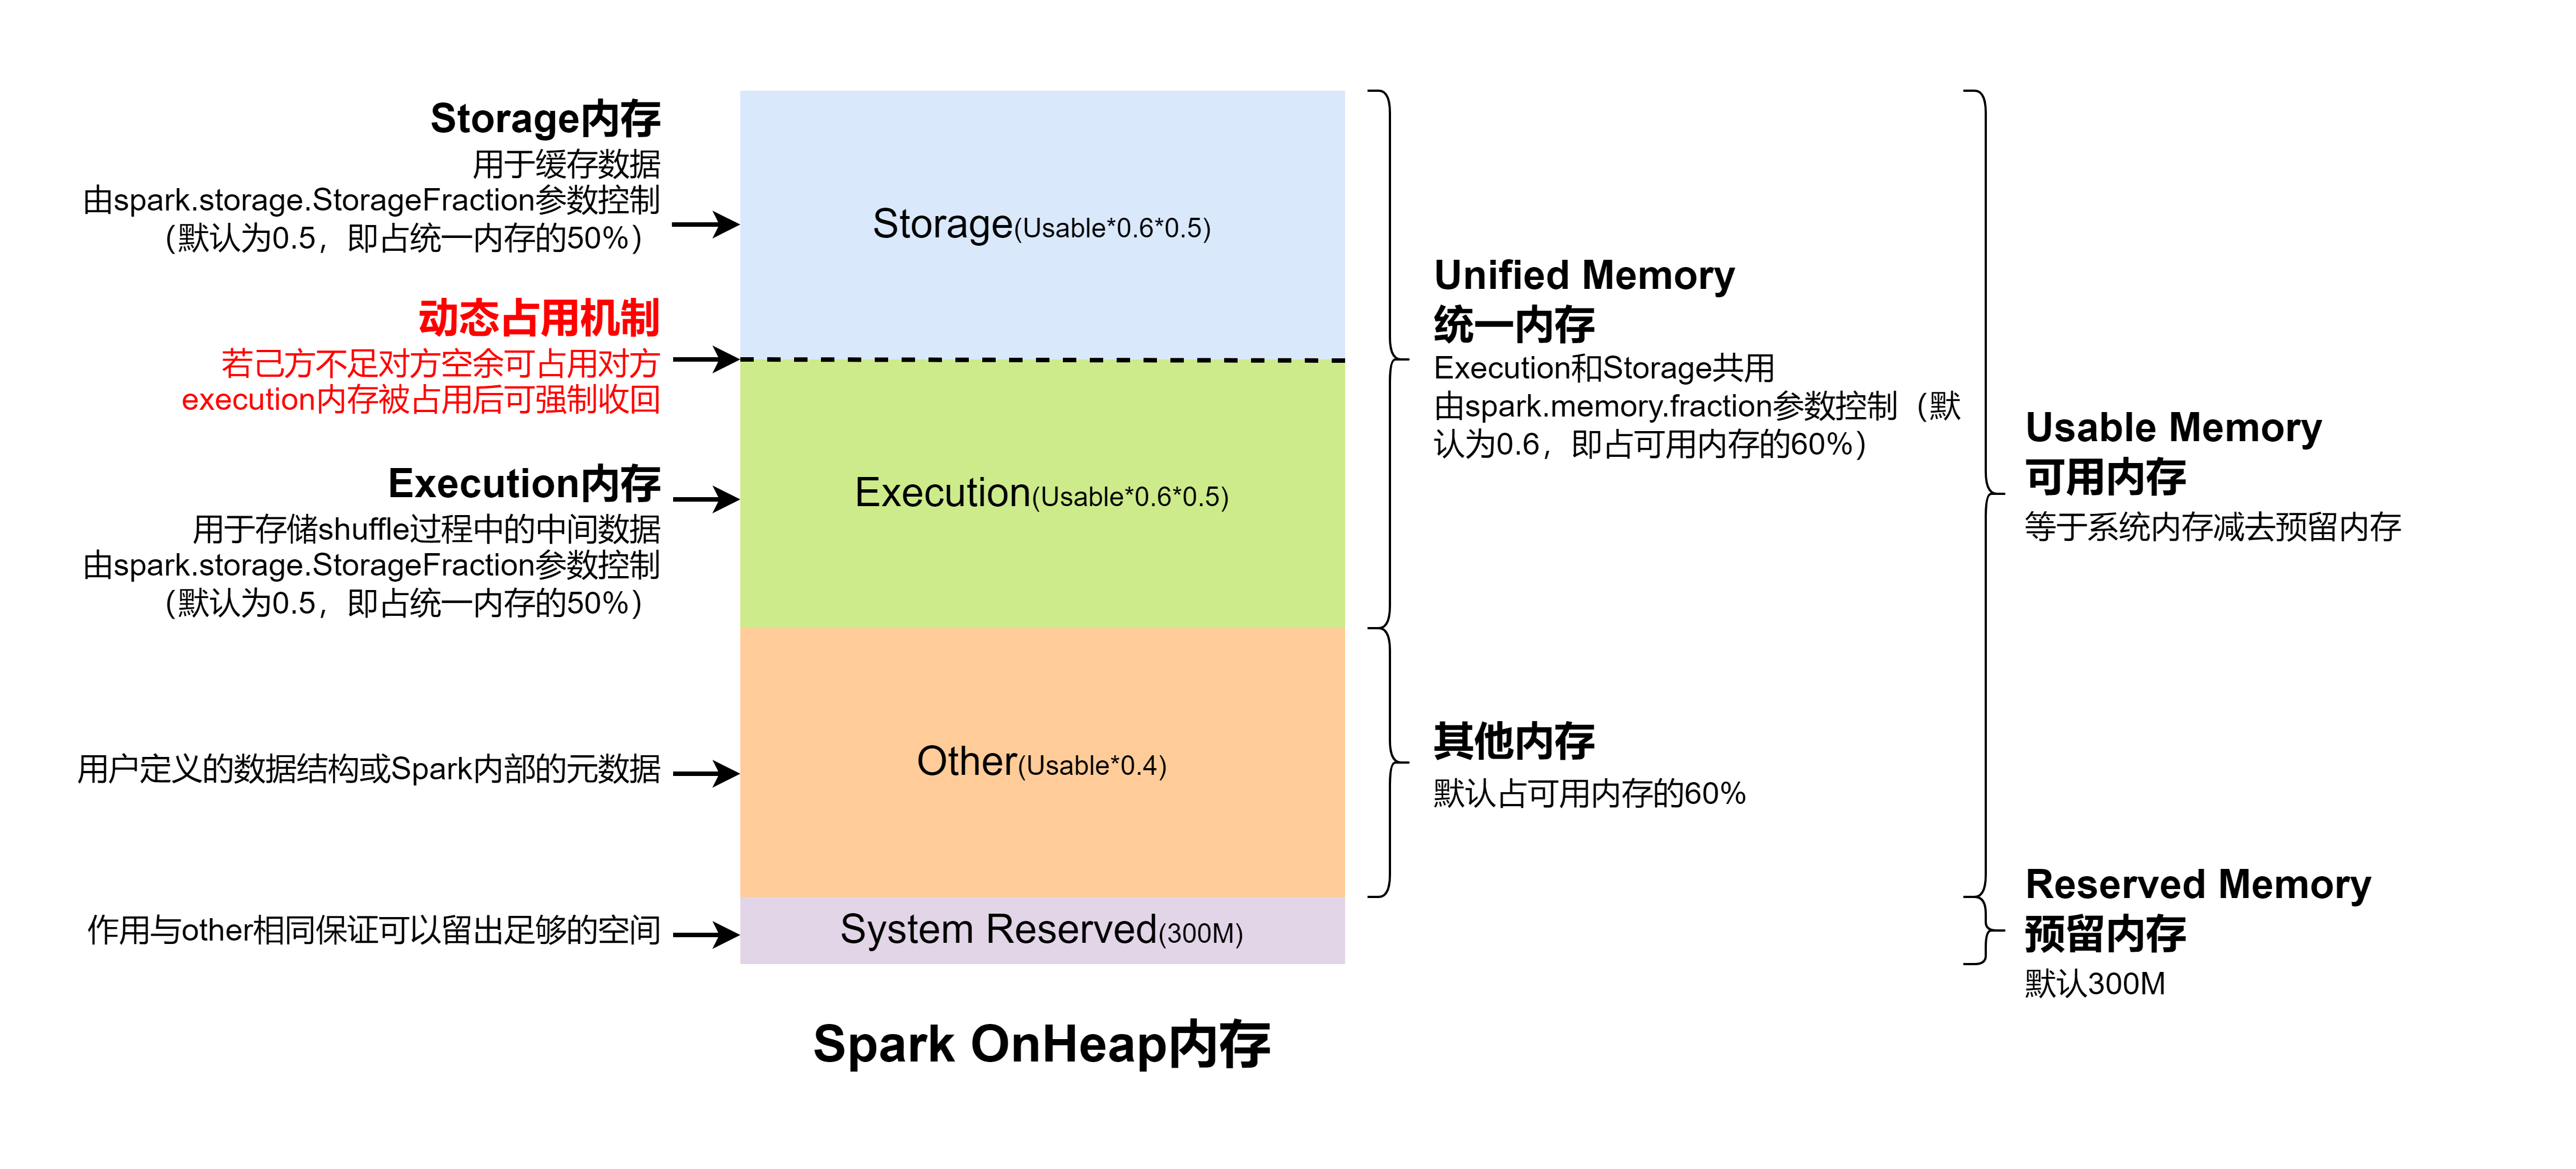 Storage内存
用于缓存数据
由spark.storage.StorageFraction参数控制
（默认为0.5，即占统一内存的50%）
动态占用机制
若己方不足对方空余可占用对方
execution内存被占用后可强制收回
Execution内存
用于存储shuffle过程中的中间数据
由spark.storage.StorageFraction参数控制
（默认为0.5，即占统一内存的50%）
用户定义的数据结构或Spark内部的元数据
作用与other相同保证可以留出足够的空间
Storage(Usable*0.6*0.5)
Execution(Usable*0.6*0.5)
Other(Usable*0.4)
System Reserved(300M)
Spark OnHeap内存
Unified Memory
统一内存
Execution和Storage共用
由spark.memory.fraction参数控制（默
认为0.6，即占可用内存的60%）
其他内存
默认占可用内存的60%
Usable Memory
可用内存
等于系统内存减去预留内存
Reserved Memory
预留内存
默认300M